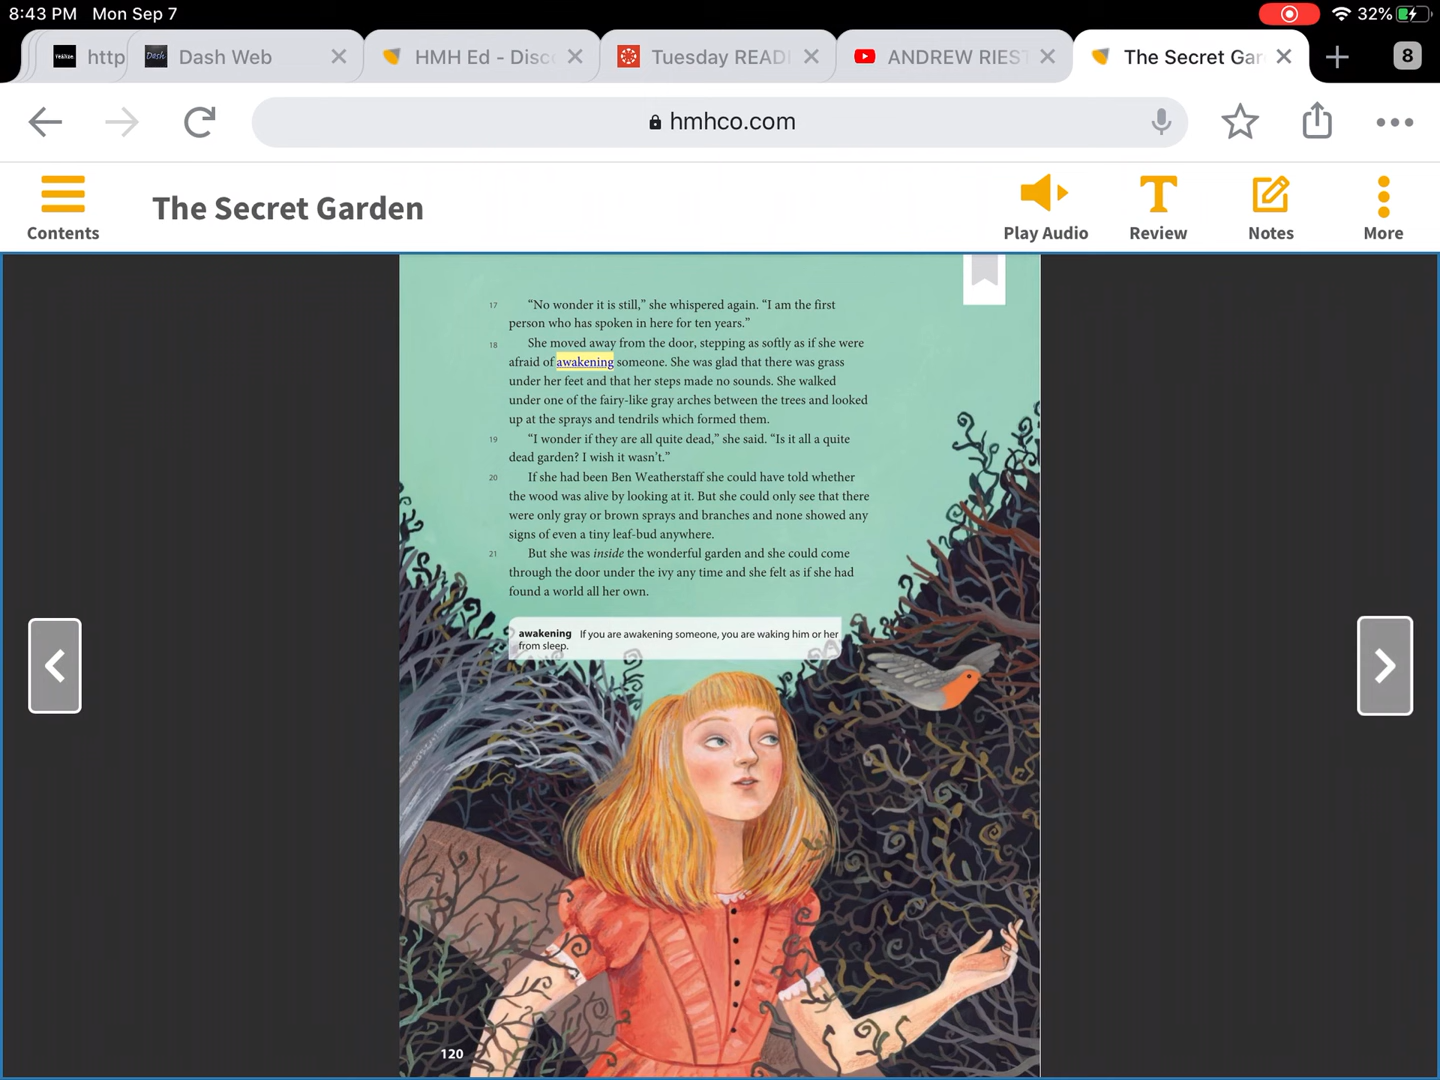 8:43 PM Mon Sep 7
32%
http
Dash
Dash Web
HMH Ed - Disc
Tuesday READ
ANDREW RIEST
The Secret Gar
8
hmhco.com
Contents
The Secret Garden
Play Audio
Review
Notes
More
17 “No wonder it is still,” she whispered again. “I am the first
person who has spoken in here for ten years.”
18 She moved away from the door, stepping as softly as if she were
afraid of awakening someone. She was glad that there was grass
under her feet and that her steps made no sounds. She walked
under one of the fairy-like gray arches between the trees and looked
up at the sprays and tendrils which formed them.
19 “I wonder if they are all quite dead,” she said. “Is it all a quite
dead garden? I wish it wasn’t.”
20 If she had been Ben Weatherstaff she could have told whether
the wood was alive by looking at it. But she could only see that there
were only gray or brown sprays and branches and none showed any
signs of even a tiny leaf-bud anywhere.
21 But she was inside the wonderful garden and she could come
through the door under the ivy any time and she felt as if she had
found a world all her own.
awakening If you are awakening someone, you are waking him or her
from sleep.
120